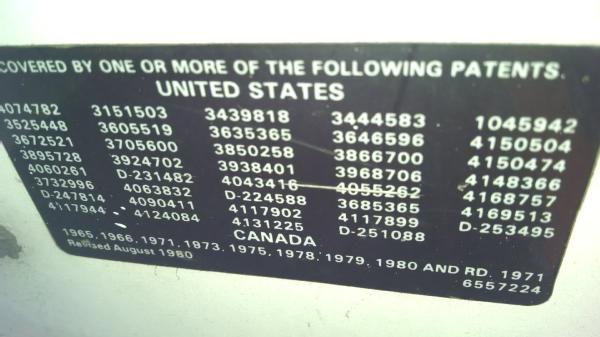 COVERED BY ONE OR MORE OF THE FOLLOWING PATENTS.
UNITED STATES
4074782 3151503 3439818 3444583 1045942
3525448 3605519 3635365 3646596 4150504
3672521 3705600 3850258 3866700 4150474
3895728 3924702 3938401 3968706 4148366
4060261 D-231482 4043416 4055262 4168757
3732996 4063832 D-224588 3685365 4169513
D-247814 4090411 4117902 4117899 D-253495
4117944 4124084 4131225 D-251088
CANADA
1965, 1966, 1971, 1973, 1975, 1978, 1979, 1980 AND RD. 1971
Revised August 1980 6557224